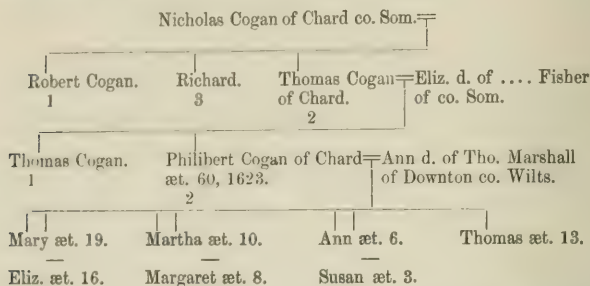 Nicholas Cogan of Chard co. Som.
Robert Cogan. Richard. Thomas Cogan Eliz. d. of .... Fisher
1 3 of Chard. of co. Som.
2
Thomas Cogan. Philibert Cogan of Chard Ann d. of Tho. Marshall
1 æt. 60, 1623. of Downton co. Wilts.
2
Mary æt. 19. Martha æt. 10. Ann æt. 6. Thomas æt. 13.
Eliz. æt. 16. Margaret æt. 8. Susan æt. 3.